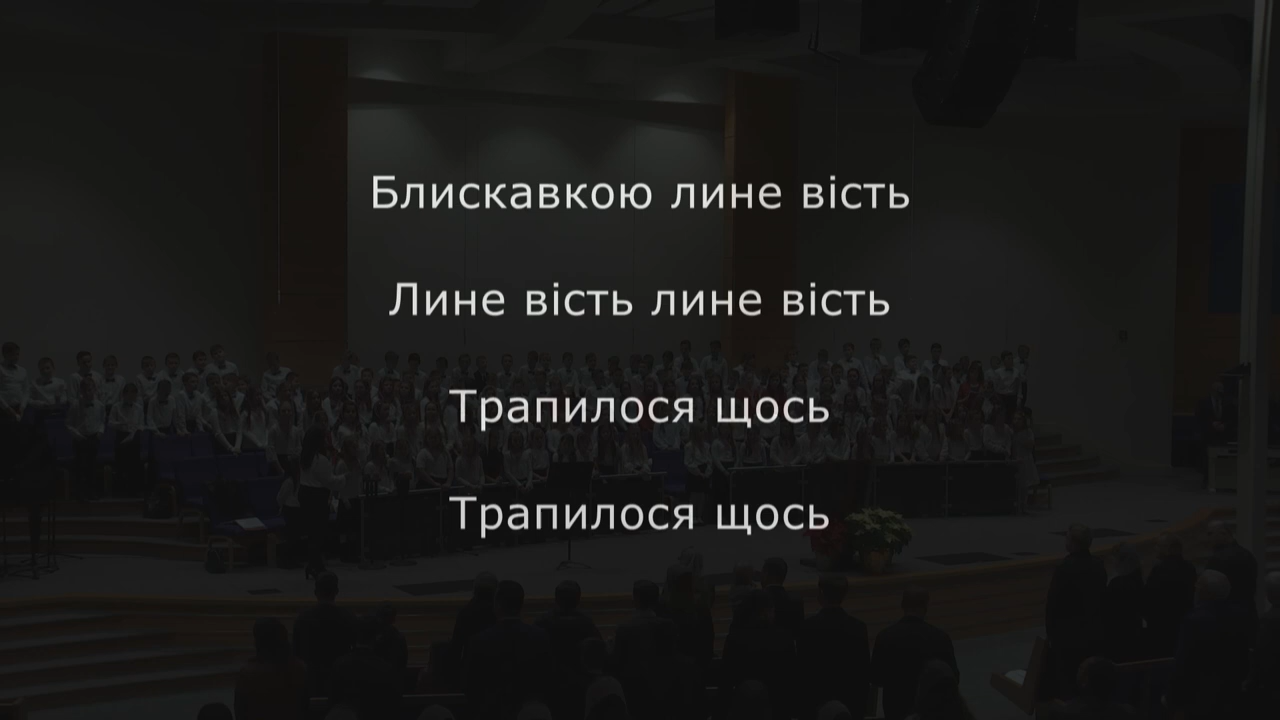 Блискавкою лине вість
Лине вість лине вість
Трапилося щось
Трапилося щось